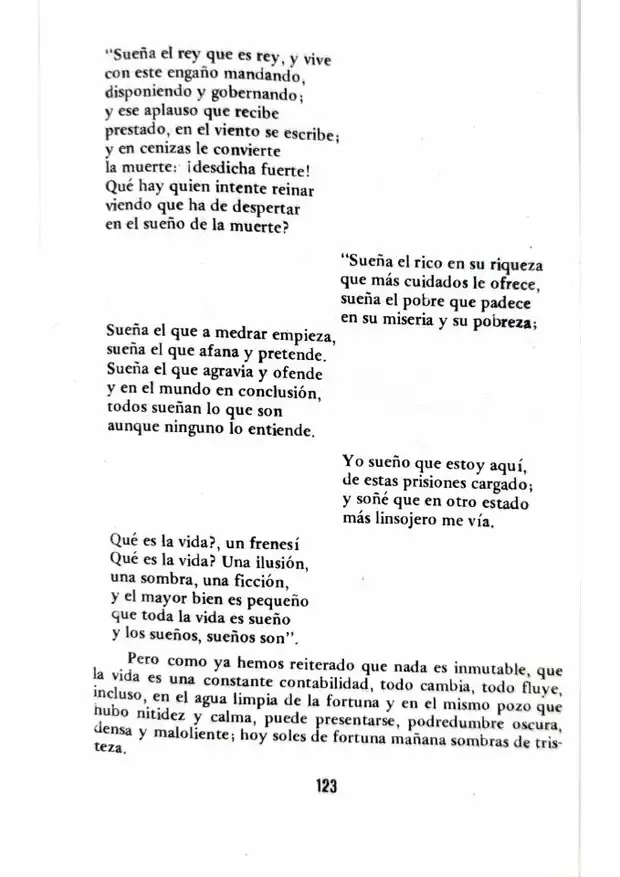 “Sueña el rey que es rey, y vive
con este engaño mandando,
disponiendo y gobernando;
y ese aplauso que recibe
prestado, en el viento se escribe;
y en cenizas le convierte
la muerte: ¡desdicha fuerte!
Qué hay quien intente reinar
viendo que ha de despertar
en el sueño de la muerte?
“Sueña el rico en su riqueza
que más cuidados le ofrece,
sueña el pobre que padece
en su miseria y su pobreza;
Sueña el que a medrar empieza,
sueña el que afana y pretende.
Sueña el que agravia y ofende
y en el mundo en conclusión,
todos sueñan lo que son
aunque ninguno lo entiende.
Yo sueño que estoy aquí,
de estas prisiones cargado;
y soñé que en otro estado
más linsojero me vía.
Qué es la vida?, un frenesí
Qué es la vida? Una ilusión,
una sombra, una ficción,
y el mayor bien es pequeño
que toda la vida es sueño
y los sueños, sueños son”.
Pero como ya hemos reiterado que nada es inmutable, que
la vida es una constante contabilidad, todo cambia, todo fluye,
incluso, en el agua limpia de la fortuna y en el mismo pozo que
hubo nitidez y calma, puede presentarse, podredumbre oscura,
densa y maloliente; hoy soles de fortuna mañana sombras de tris-
teza.
123